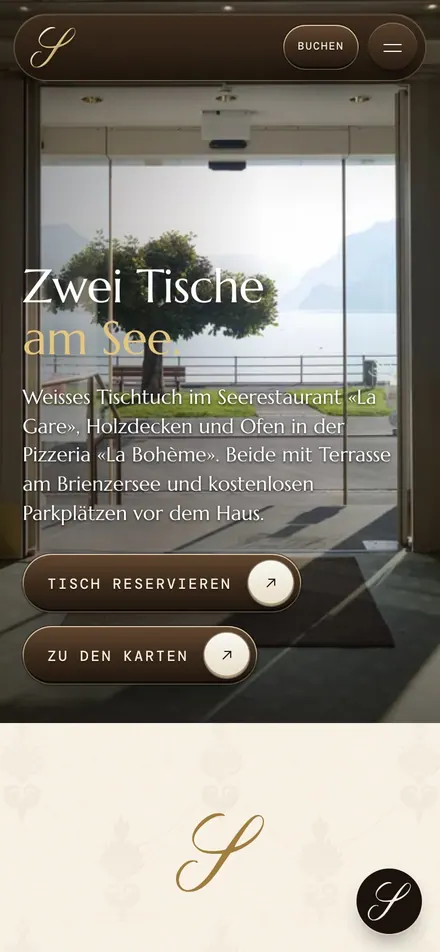 S
BUCHEN
Zwei Tische
am See.
Weisses Tischtuch im Seerestaurant «La
Gare», Holzdecken und Ofen in der
Pizzeria «La Bohème». Beide mit Terrasse
am Brienzersee und kostenlosen
Parkplätzen vor dem Haus.
TISCH RESERVIEREN
ZU DEN KARTEN
S
S